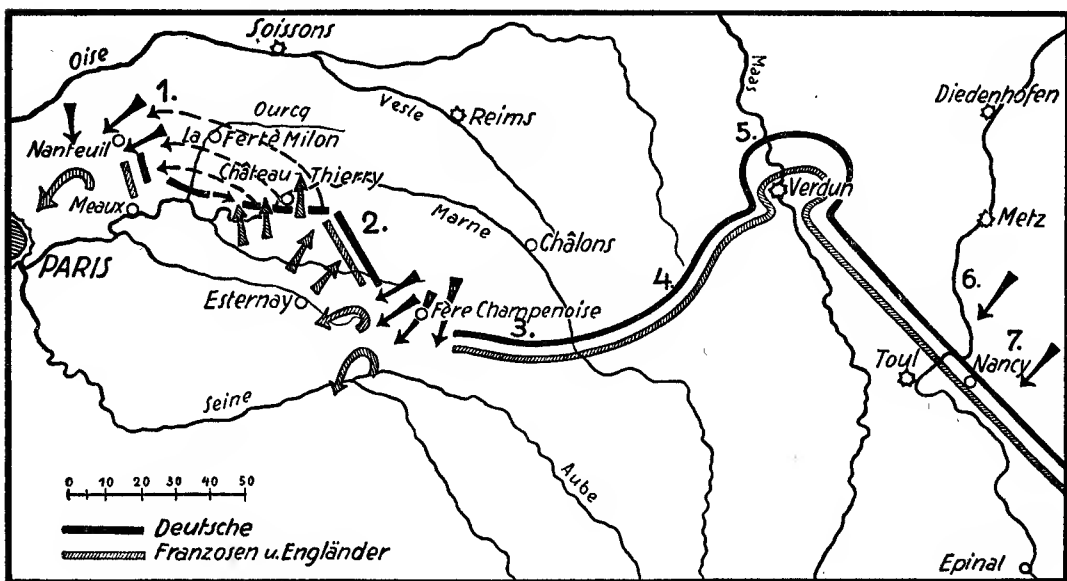 Soissons
Oise
Maas
1.
Ourcq
Vesle
Reims
5.
Diedenhofen
La Fertè Milon
Nanteuil
Château Thierry
Verdun
Meaux
2.
Marne
Châlons
Metz
PARIS
4.
6.
Esternay
Fère Champenoise
3.
7.
Toul
Nancy
Seine
Aube
0 10 20 30 40 50
Deutsche
Franzosen u. Engländer
Epinal